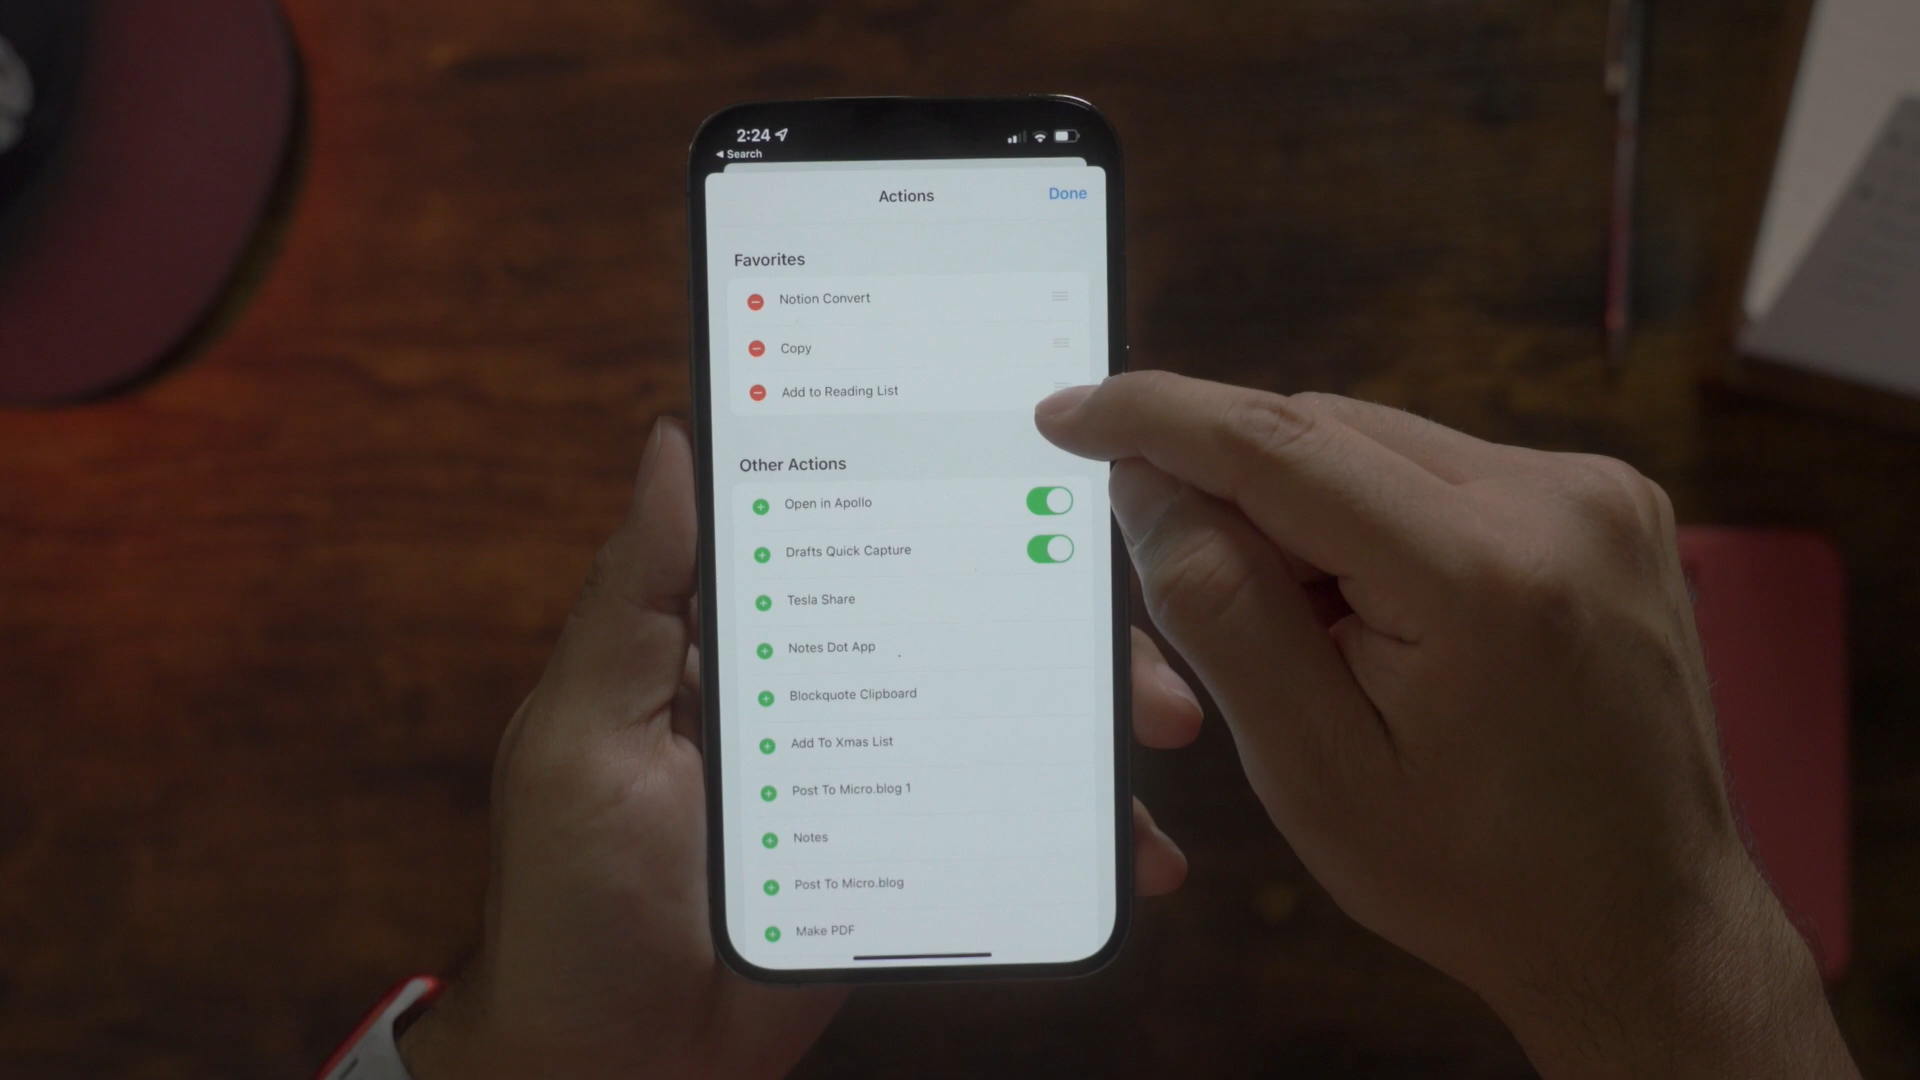 2:24
Search
Actions
Done
Favorites
Notion Convert
Copy
Add to Reading List
Other Actions
Open in Apollo
Drafts Quick Capture
Tesla Share
Notes Dot App
Blockquote Clipboard
Add To Xmas List
Post To Micro.blog 1
Notes
Post To Micro.blog
Make PDF